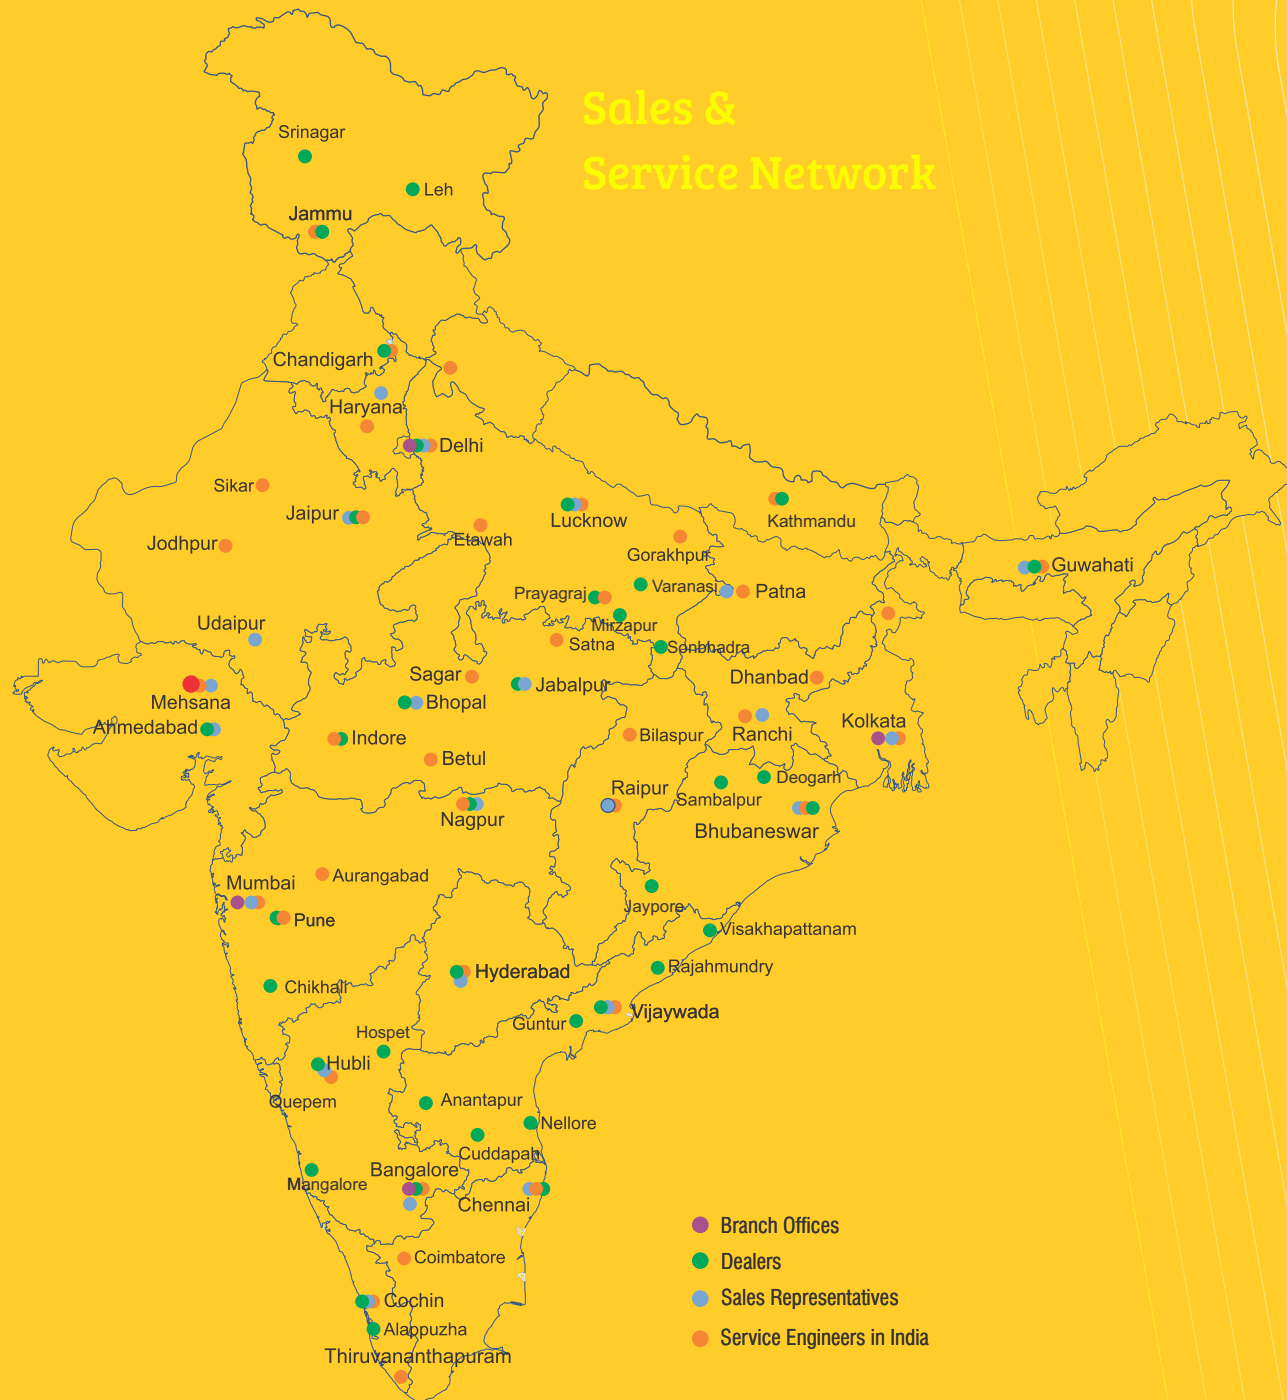 Sales &
Service Network
Srinagar
Leh
Jammu
Chandigarh
Haryana
Delhi
Sikar
Jaipur
Lucknow
Kathmandu
Etawah
Jodhpur
Gorakhpur
Guwahati
Varanasi
Prayagraj
Patna
Mirzapur
Udaipur
Satna
Sonbhadra
Sagar
Dhanbad
Jabalpur
Mehsana
Bhopal
Ahmedabad
Kolkata
Indore
Bilaspur
Ranchi
Betul
Deogarh
Raipur
Sambalpur
Nagpur
Bhubaneswar
Aurangabad
Mumbai
Jaypore
Pune
Visakhapattanam
Rajahmundry
Hyderabad
Chikhali
Vijaywada
Guntur
Hospet
Hubli
Quepem
Anantapur
Nellore
Cuddapah
Bangalore
Mangalore
Chennai
Branch Offices
Coimbatore
Dealers
Sales Representatives
Cochin
Alappuzha
Service Engineers in India
Thiruvananthapuram